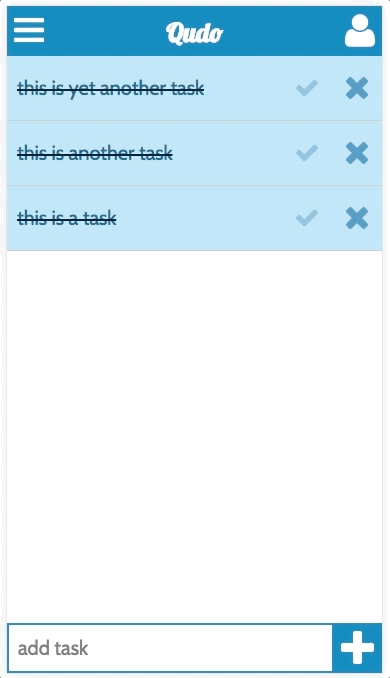 Qudo
this is yet another task
this is another task
this is a task
add task